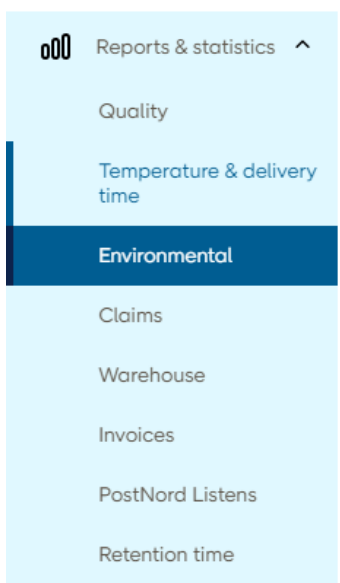 Reports & statistics
Quality
Temperature & delivery
time
Environmental
Claims
Warehouse
Invoices
PostNord Listens
Retention time